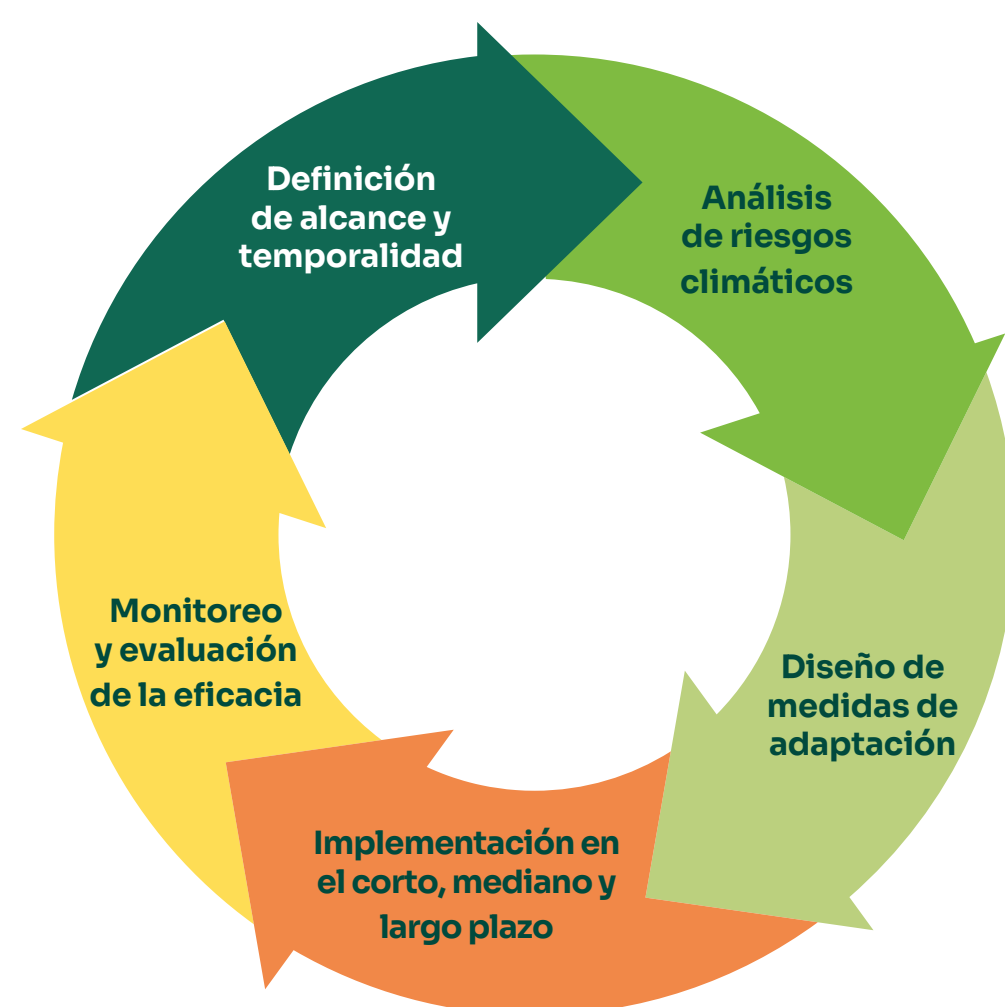 Definición
de alcance y
temporalidad
Análisis
de riesgos
climáticos
Diseño de
medidas de
adaptación
Implementación en
el corto, mediano y
largo plazo
Monitoreo
y evaluación
de la eficacia